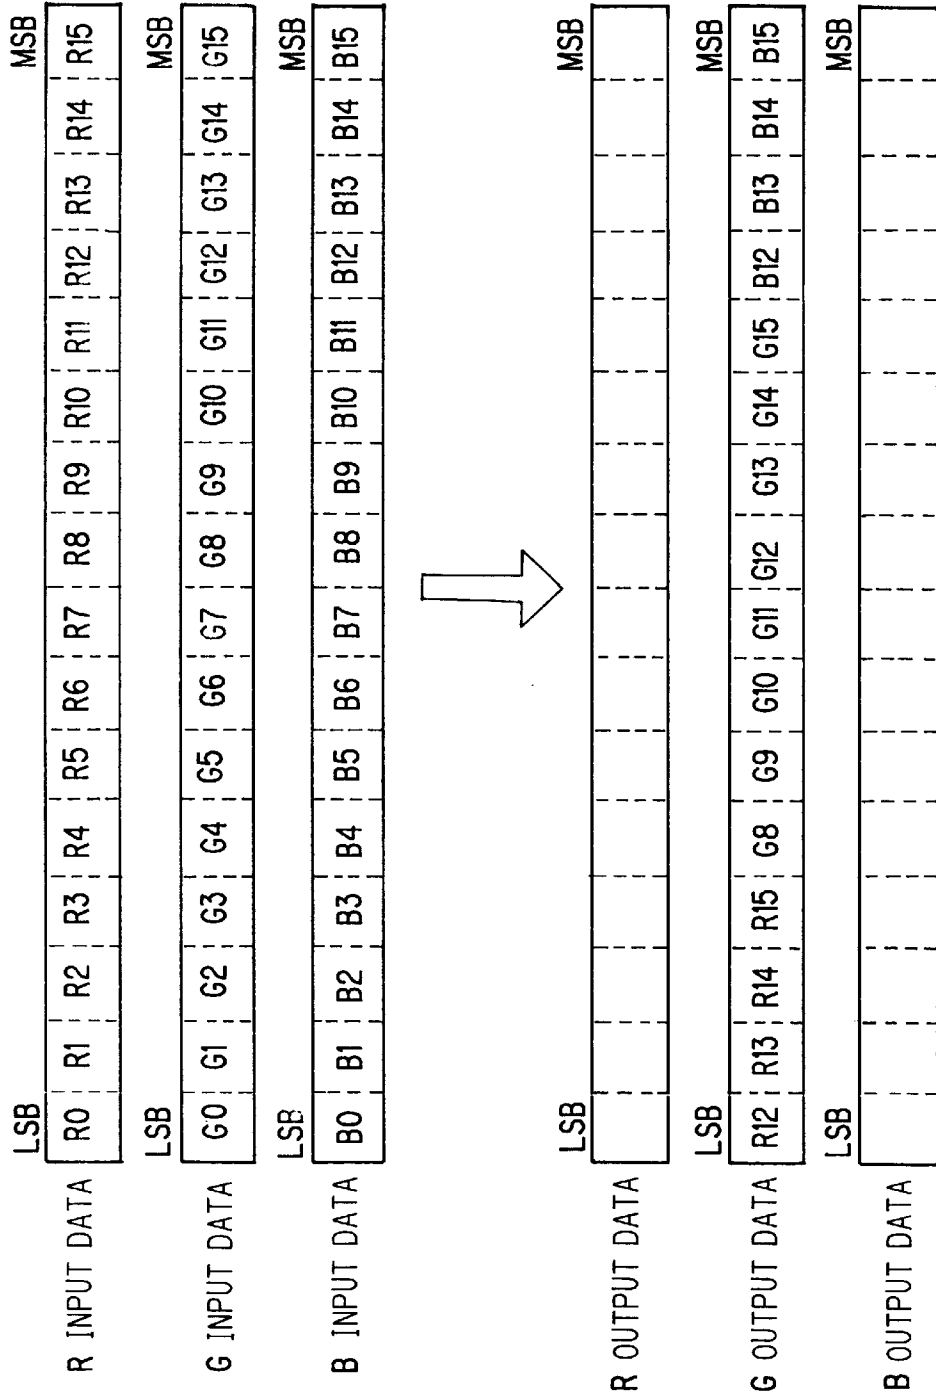 LSB MSB
R INPUT DATA R0 R1 R2 R3 R4 R5 R6 R7 R8 R9 R10 R11 R12 R13 R14 R15
LSB MSB
G INPUT DATA G0 G1 G2 G3 G4 G5 G6 G7 G8 G9 G10 G11 G12 G13 G14 G15
LSB MSB
B INPUT DATA B0 B1 B2 B3 B4 B5 B6 B7 B8 B9 B10 B11 B12 B13 B14 B15
LSB MSB
R OUTPUT DATA
LSB MSB
G OUTPUT DATA R12 R13 R14 R15 G8 G9 G10 G11 G12 G13 G14 G15 B12 B13 B14 B15
LSB MSB
B OUTPUT DATA